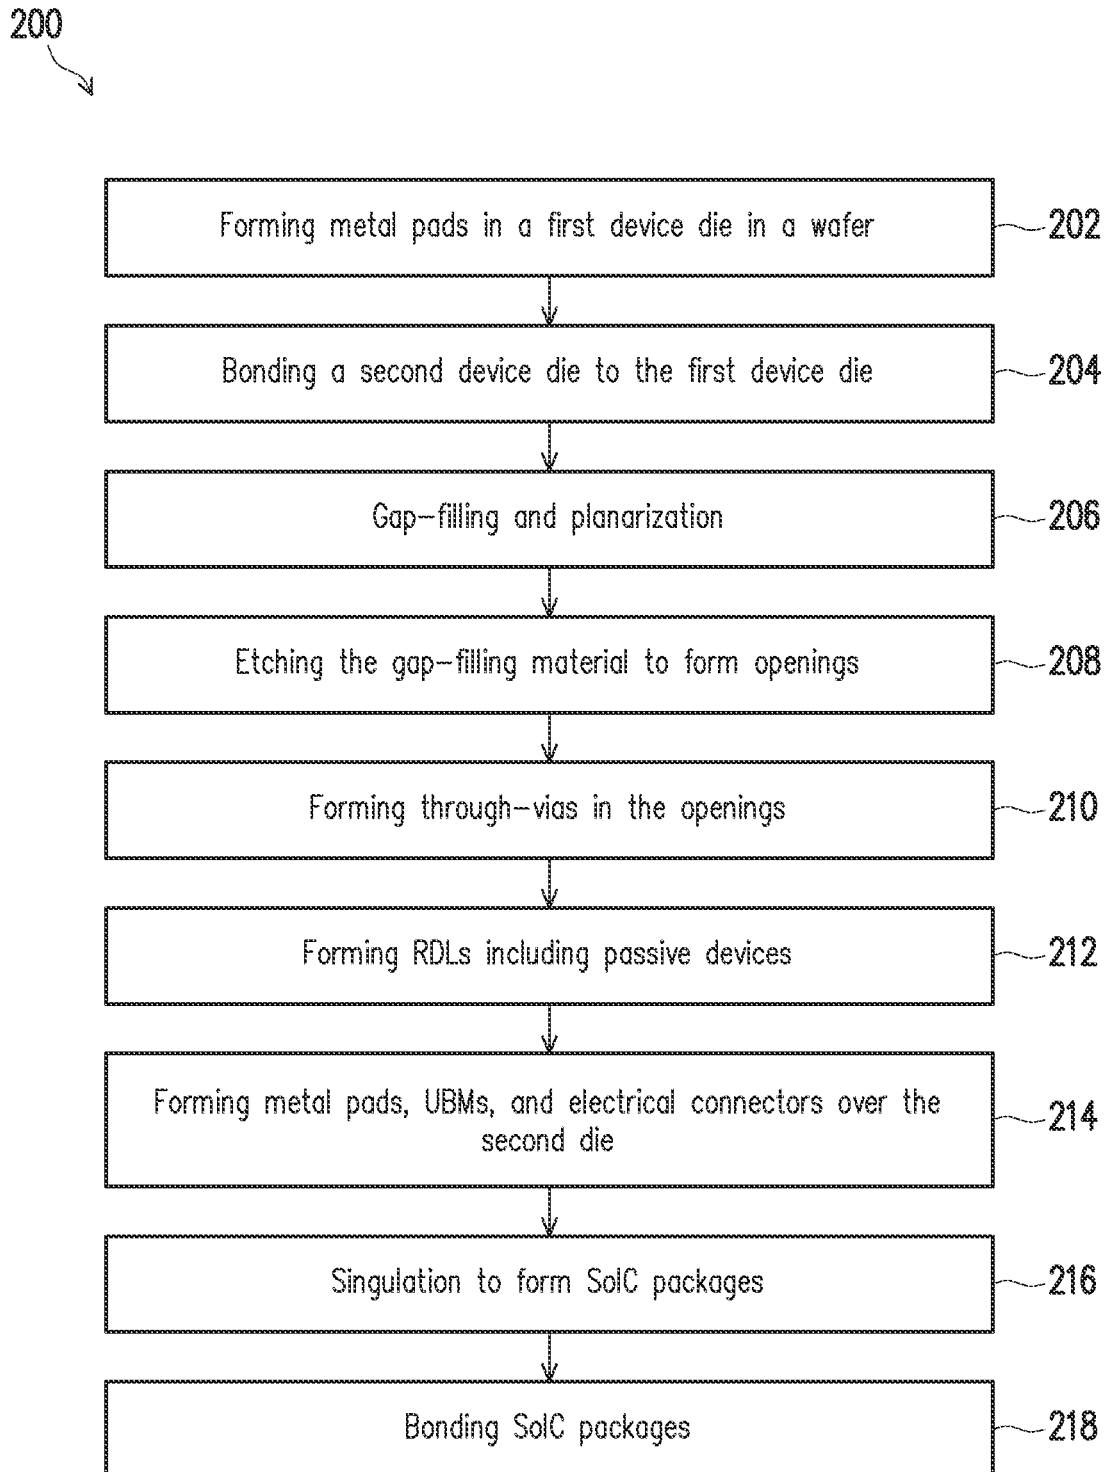 200
Forming metal pads in a first device die in a wafer
202
Bonding a second device die to the first device die
204
Gap-filling and planarization
206
Etching the gap-filling material to form openings
208
Forming through-vias in the openings
210
Forming RDLs including passive devices
212
Forming metal pads, UBMs, and electrical connectors over the
second die
214
Singulation to form SoIC packages
216
Bonding SoIC packages
218